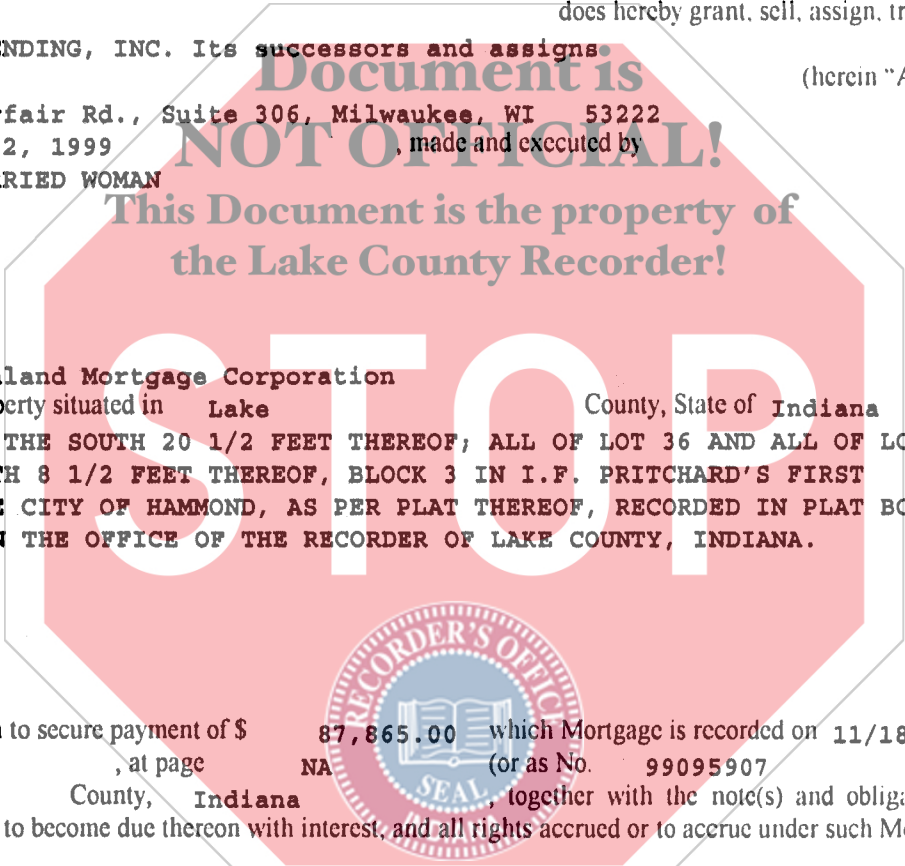 does hereby grant, sell, assign, tr
ENDING, INC. Its successors and assigns
Document is
(herein "A
fair Rd., Suite 306, Milwaukee, WI 53222
2, 1999 , made and executed by
NOT OFFICIAL!
RRIED WOMAN
This Document is the property of
the Lake County Recorder!
STOP
land Mortgage Corporation
perty situated in Lake County, State of Indiana
THE SOUTH 20 1/2 FEET THEREOF; ALL OF LOT 36 AND ALL OF LO
TH 8 1/2 FEET THEREOF, BLOCK 3 IN I.F. PRITCHARD'S FIRST
E CITY OF HAMMOND, AS PER PLAT THEREOF, RECORDED IN PLAT BO
N THE OFFICE OF THE RECORDER OF LAKE COUNTY, INDIANA.
RECORDER'S OFFICE
to secure payment of $ 87,865.00 which Mortgage is recorded on 11/18
, at page NA (or as No. 99095907
SEAL
County, Indiana , together with the note(s) and obliga
INDIANA
to become due thereon with interest, and all rights accrued or to accrue under such Mo